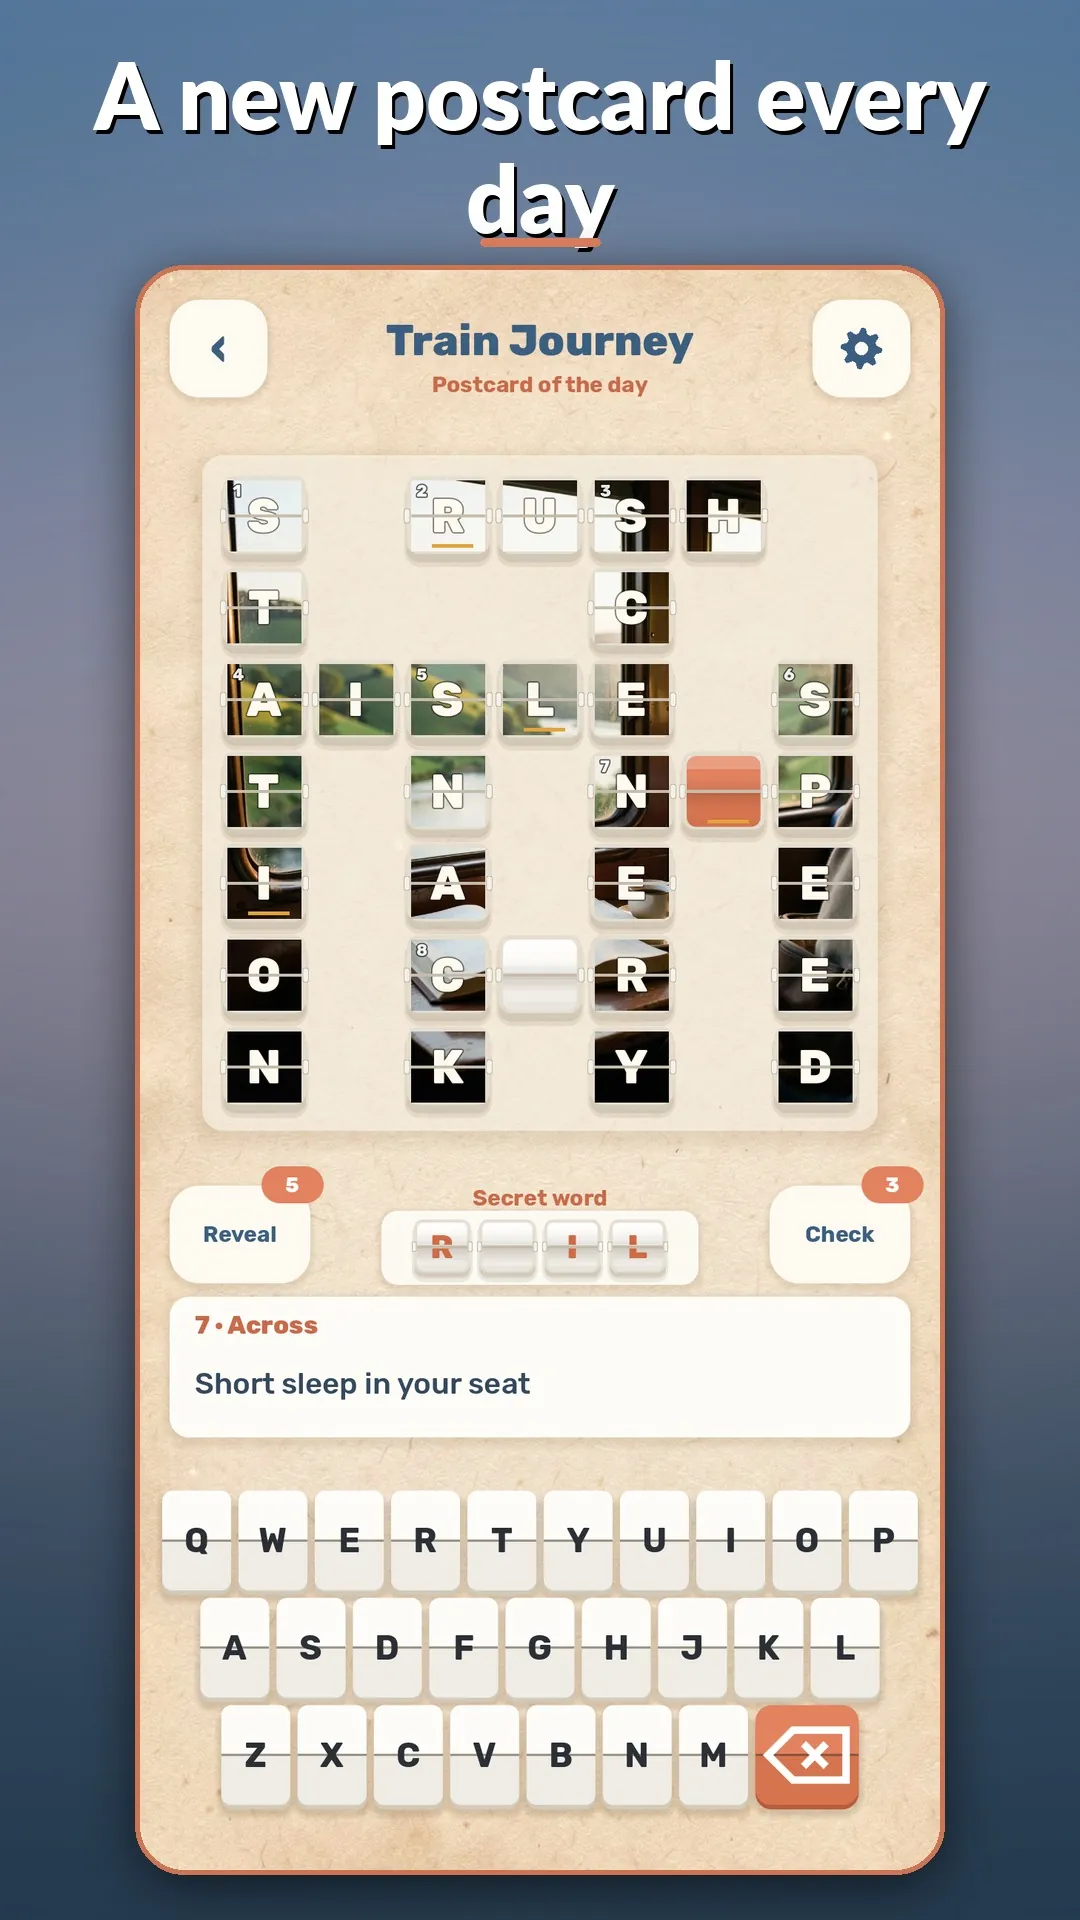 A new postcard every
day
Train Journey
Postcard of the day
1 S 2 R U 3 S H
T C
4 A I 5 S L E 6 S
T N 7 N P
I A E E
O 8 C R E
N K Y D
5
3
Reveal
Secret word
Check
R I L
7 • Across
Short sleep in your seat
Q W E R T Y U I O P
A S D F G H J K L
Z X C V B N M